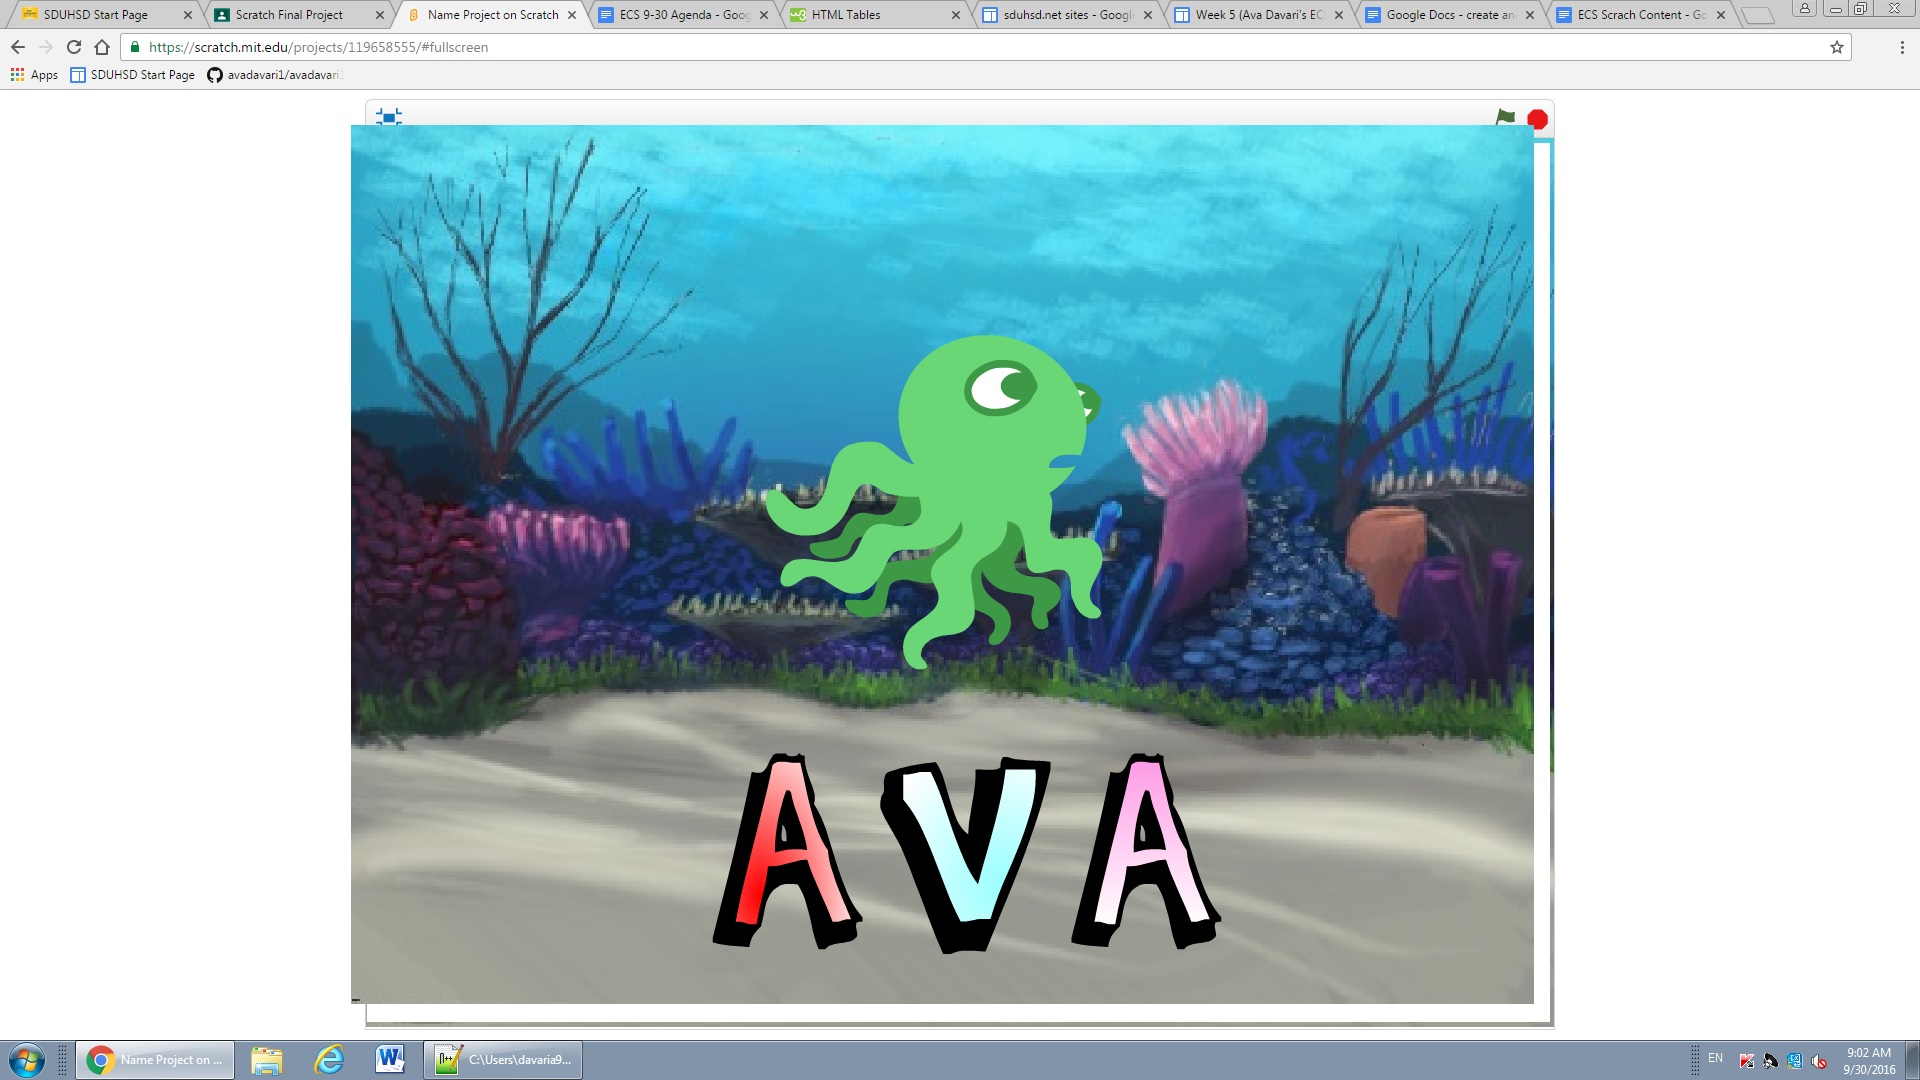 SDUHSD Start Page
Scratch Final Project
Name Project on Scratch
ECS 9-30 Agenda - Goo
HTML Tables
sduhsd.net sites - Google
Week 5 (Ava Davari's EC
Google Docs - create an
ECS Scrach Content - Go
https://scratch.mit.edu/projects/119658555/#fullscreen
Apps
SDUHSD Start Page
avadavari1/avadavari1
AVA
Name Project on ...
C:\Users\davaria9...
EN
9:02 AM
9/30/2016